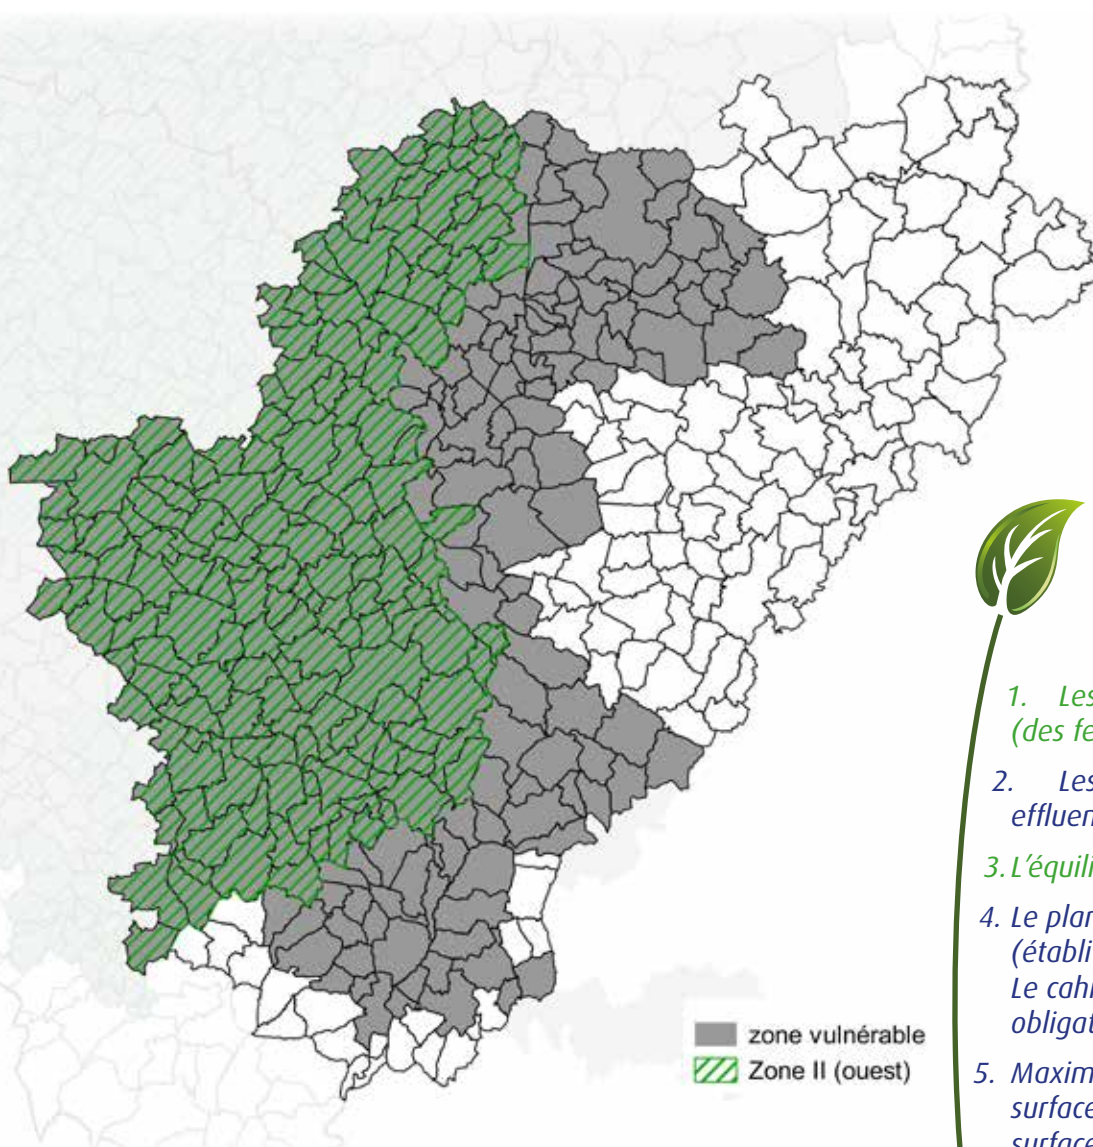 zone vulnérable
Zone II (ouest)
1. Les
(des fe
2. Les
effluen
3. L'équili
4. Le plan
(établi
Le cahi
obligat
5. Maxim
surface
surface